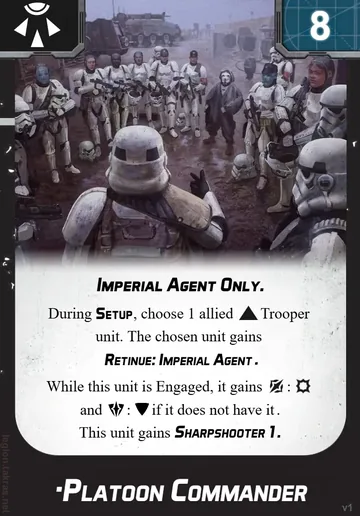 8
IMPERIAL AGENT ONLY.
During SETUP, choose 1 allied ▲ Trooper
unit. The chosen unit gains
RETINUE: IMPERIAL AGENT.
While this unit is Engaged, it gains :
and : ▼ if it does not have it.
This unit gains SHARPSHOOTER 1.
•PLATOON COMMANDER
v1